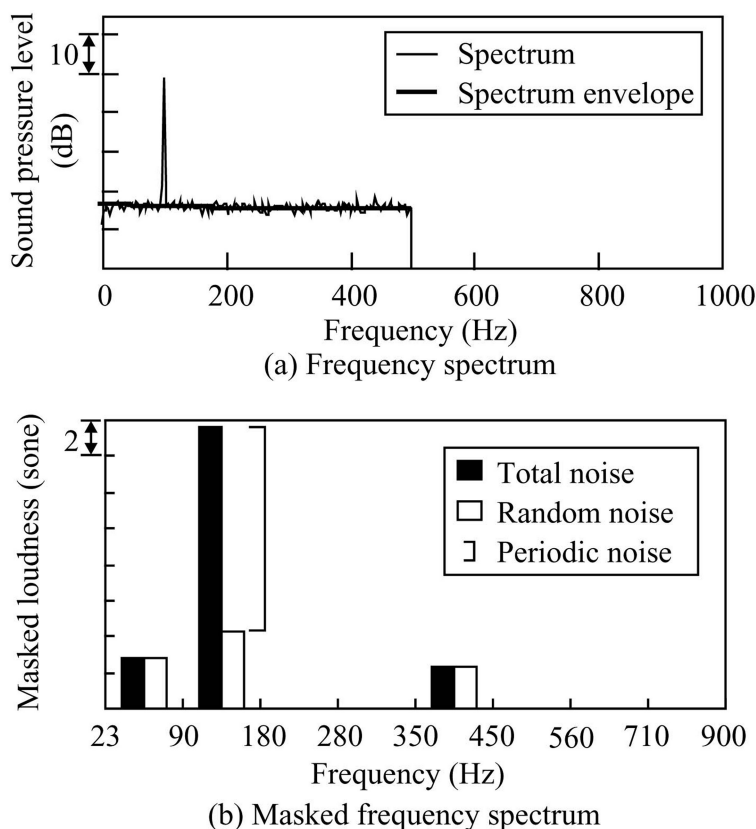 Sound pressure level
(dB)
10
Spectrum
Spectrum envelope
0 200 400 600 800 1000
Frequency (Hz)
(a) Frequency spectrum
Masked loudness (sone)
2
Total noise
Random noise
Periodic noise
23 90 180 280 350 450 560 710 900
Frequency (Hz)
(b) Masked frequency spectrum